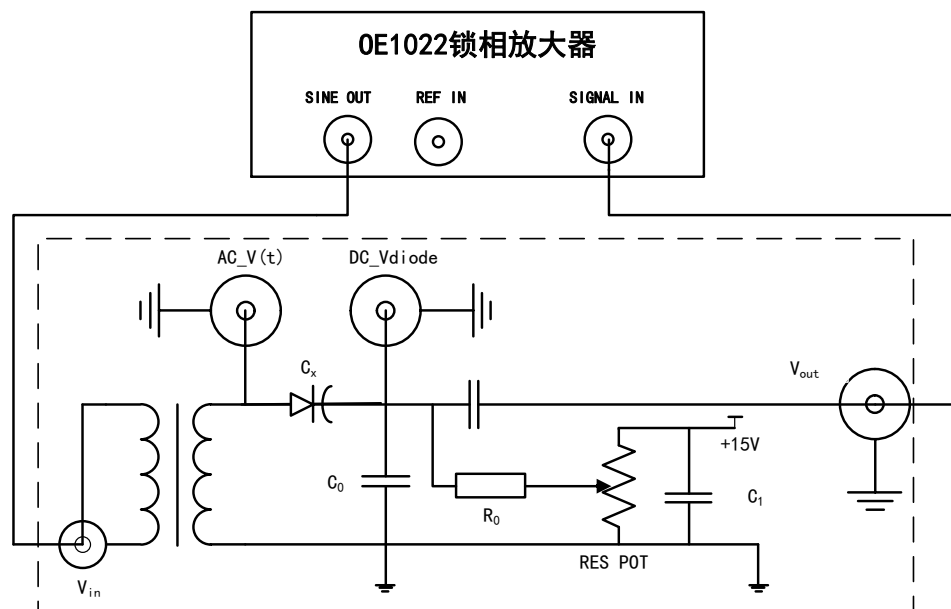 OE1022锁相放大器
SINE OUT
REF IN
SIGNAL IN
AC_V(t)
DC_Vdiode
Cx
Vout
+15V
C0
R0
C1
RES POT
Vin